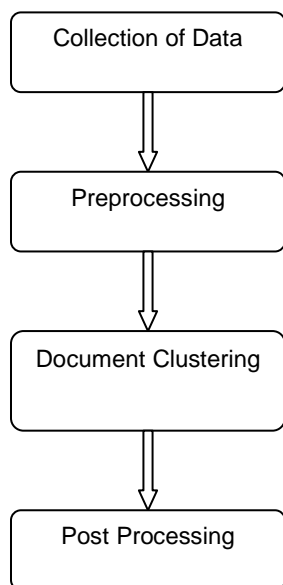 Collection of Data
Preprocessing
Document Clustering
Post Processing